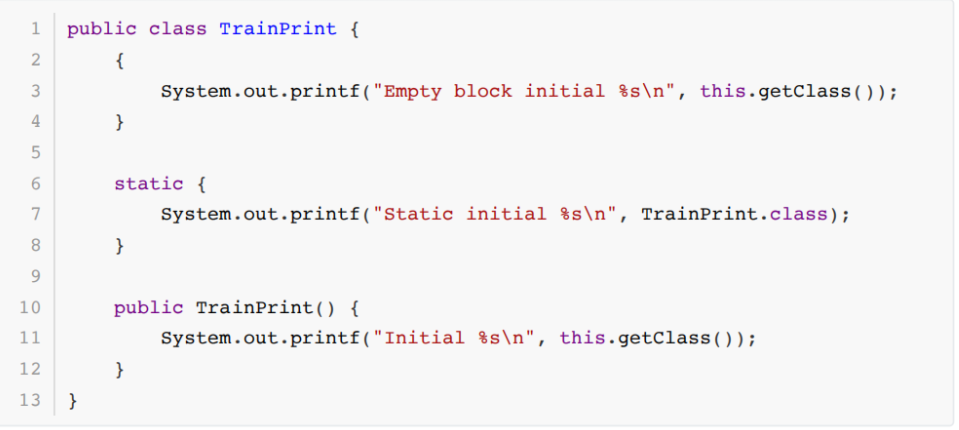 1 public class TrainPrint {
2     {
3         System.out.printf("Empty block initial %s\n", this.getClass());
4     }
5
6     static {
7         System.out.printf("Static initial %s\n", TrainPrint.class);
8     }
9
10     public TrainPrint() {
11         System.out.printf("Initial %s\n", this.getClass());
12     }
13 }